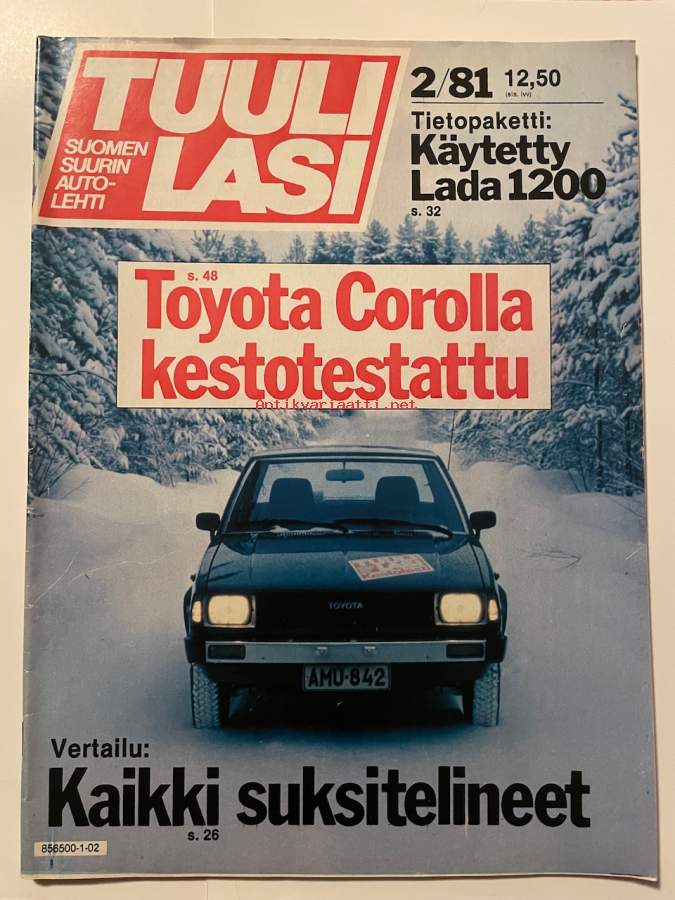 TUULI
LASI
SUOMEN
SUURIN
AUTO-
LEHTI
2/81 12,50
(sis. lvv)
Tietopaketti:
Käytetty
Lada 1200
s. 32
s. 48
Toyota Corolla
kestotestattu
Antikvariaatti.net
Kestotesti
TOYOTA
AMU-842
Vertailu:
Kaikki suksitelineet
s. 26
856500-1-02